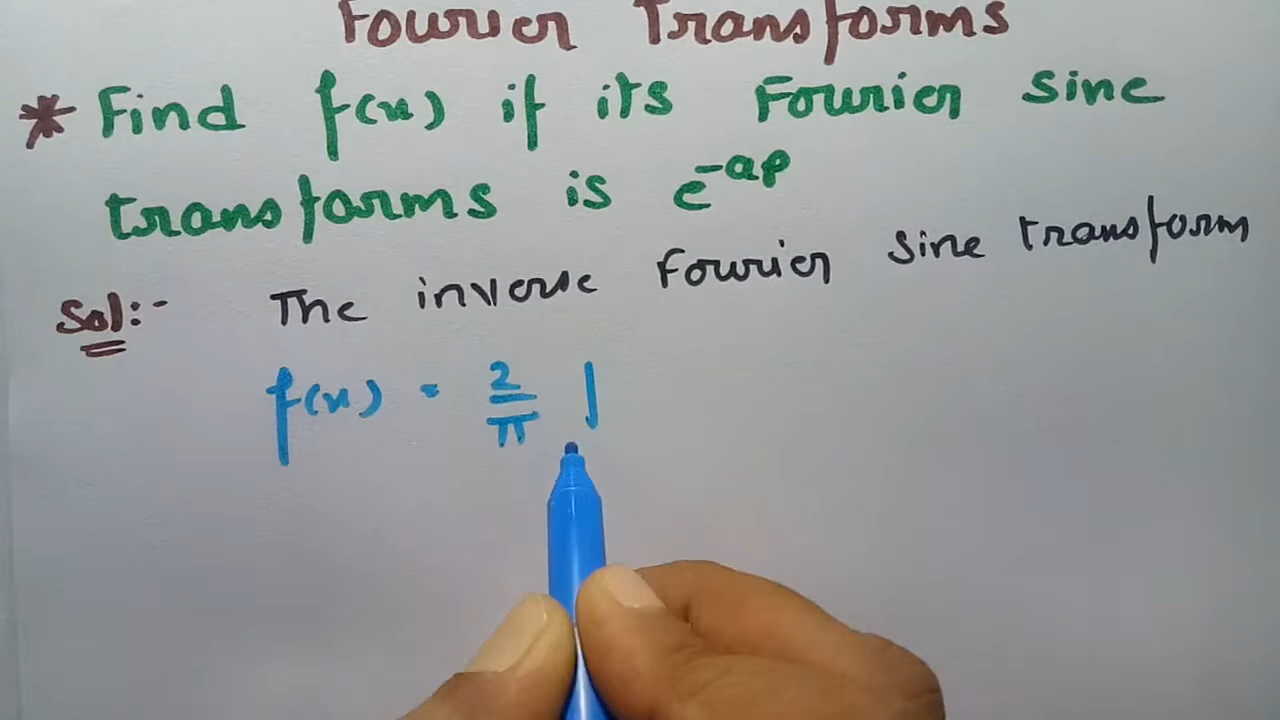 Fourier Transforms
* Find f(x) if its Fourier sine
transforms is e^-ap
Sol:- The inverse Fourier sine transform
f(x) = 2/π ∫